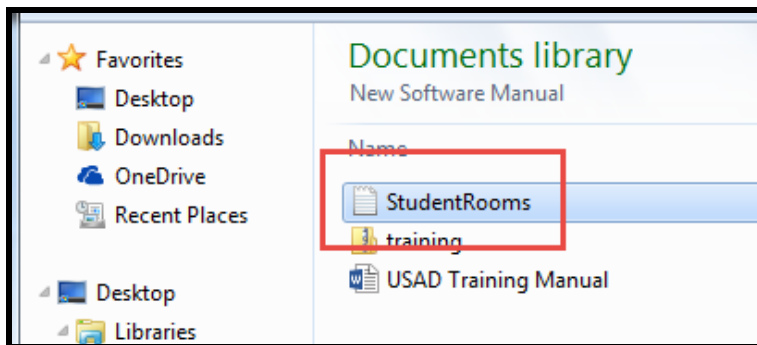 Favorites
Desktop
Downloads
OneDrive
Recent Places
Desktop
Libraries
Documents library
New Software Manual
Name
StudentRooms
training
USAD Training Manual